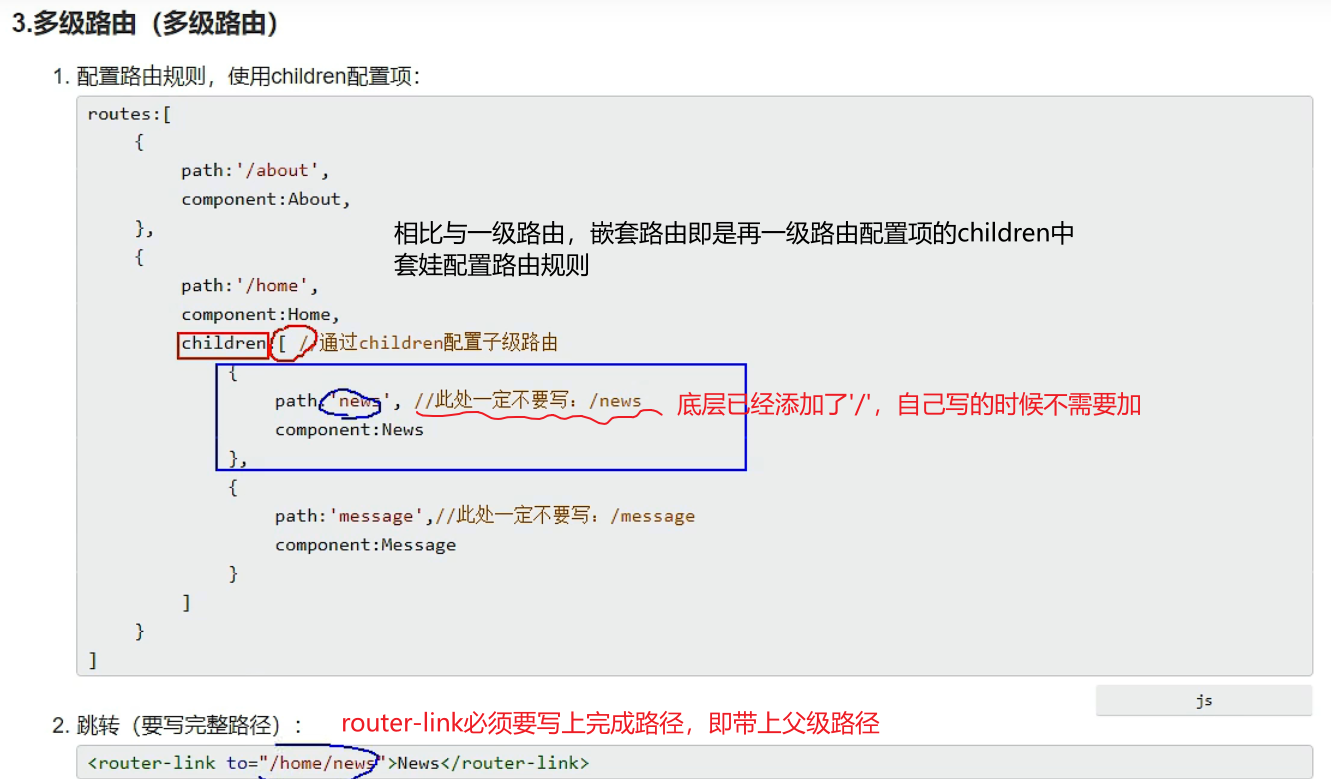 3.多级路由（多级路由）
1. 配置路由规则，使用children配置项：
routes:[
{
path:'/about',
component:About,
},
相比与一级路由，嵌套路由即是再一级路由配置项的children中
套娃配置路由规则
{
path:'/home',
component:Home,
children:[ //通过children配置子级路由
{
path:'news', //此处一定不要写：/news 底层已经添加了'/'，自己写的时候不需要加
component:News
},
{
path:'message',//此处一定不要写：/message
component:Message
}
]
}
]
js
2. 跳转（要写完整路径）： router-link必须要写上完成路径，即带上父级路径
<router-link to="/home/news">News</router-link>